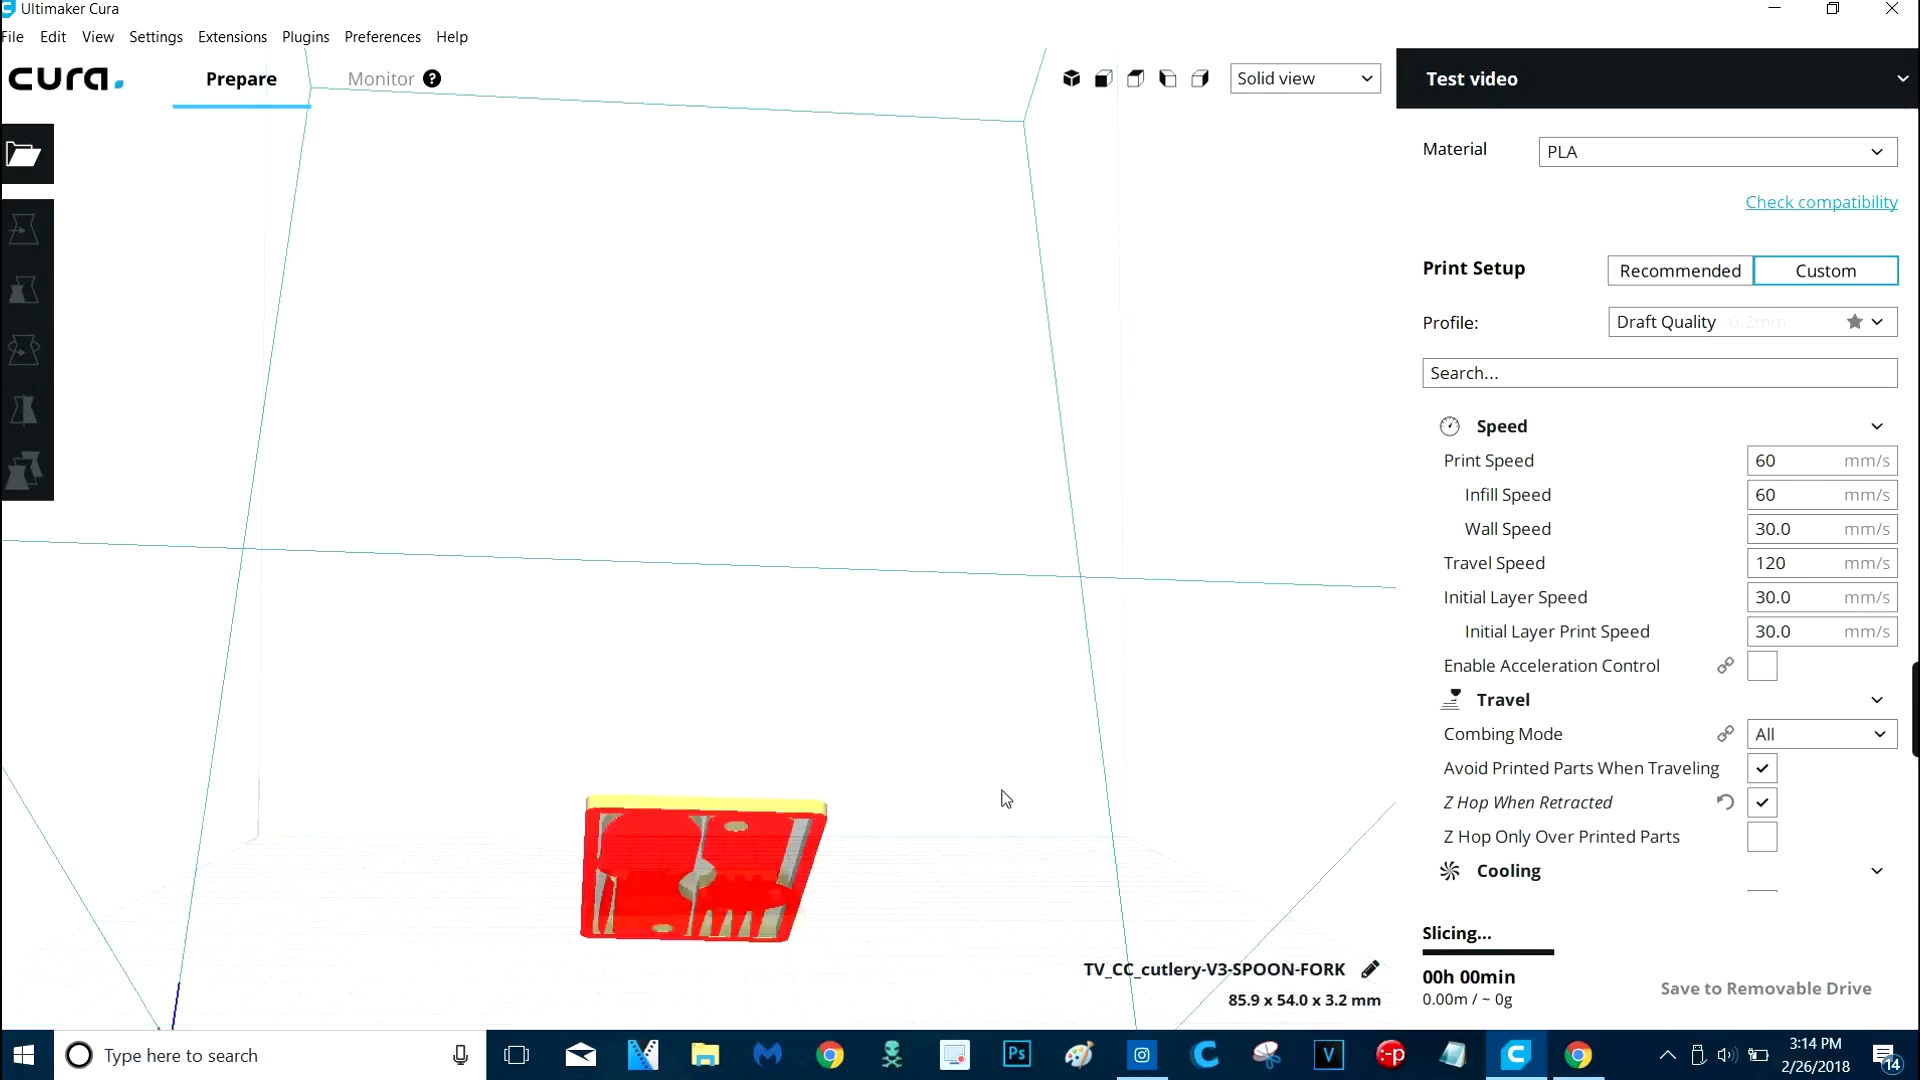 Ultimaker Cura
File Edit View Settings Extensions Plugins Preferences Help
cura.
Prepare
Monitor ?
Solid view
Test video
Material
PLA
Check compatibility
Print Setup
Recommended
Custom
Profile:
Draft Quality 0.2mm
Search...
Speed
Print Speed 60 mm/s
Infill Speed 60 mm/s
Wall Speed 30.0 mm/s
Travel Speed 120 mm/s
Initial Layer Speed 30.0 mm/s
Initial Layer Print Speed 30.0 mm/s
Enable Acceleration Control
Travel
Combing Mode All
Avoid Printed Parts When Traveling
Z Hop When Retracted
Z Hop Only Over Printed Parts
Cooling
Slicing...
00h 00min
0.00m / ~ 0g
Save to Removable Drive
TV_CC_cutlery-V3-SPOON-FORK
85.9 x 54.0 x 3.2 mm
Type here to search
Ps
V
:-p
3:14 PM
2/26/2018
14